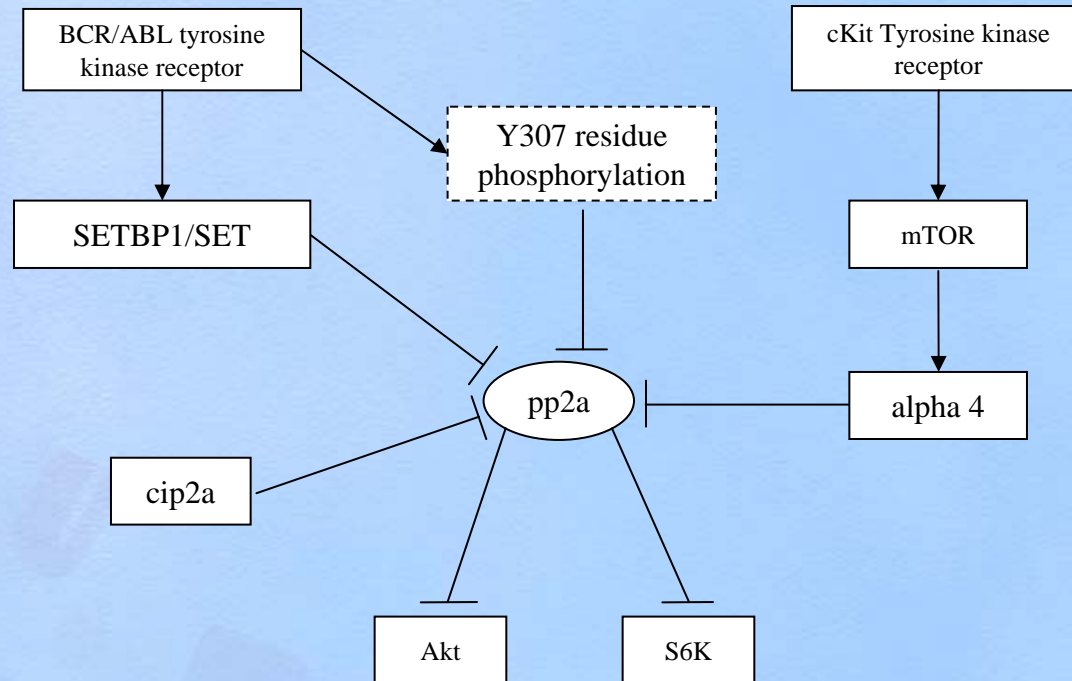 BCR/ABL tyrosine
kinase receptor
cKit Tyrosine kinase
receptor
Y307 residue
phosphorylation
SETBP1/SET
mTOR
pp2a
alpha 4
cip2a
Akt
S6K